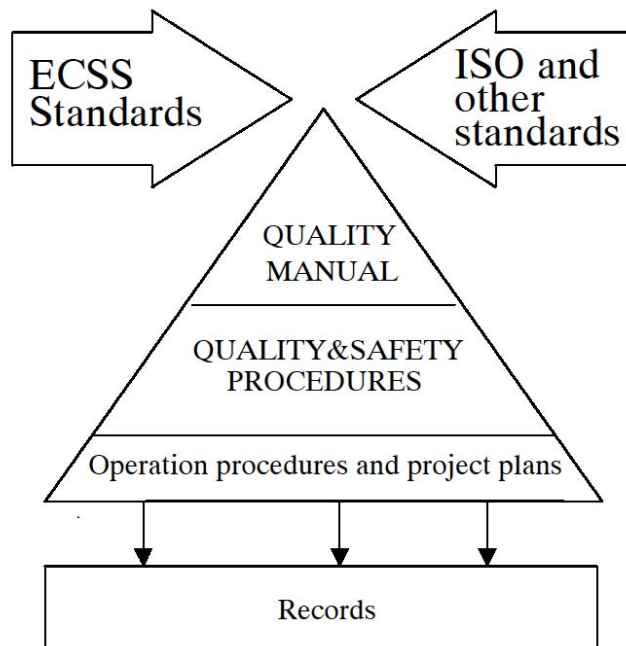 ECSS
Standards
ISO and
other
standards
QUALITY
MANUAL
QUALITY&SAFETY
PROCEDURES
Operation procedures and project plans
Records